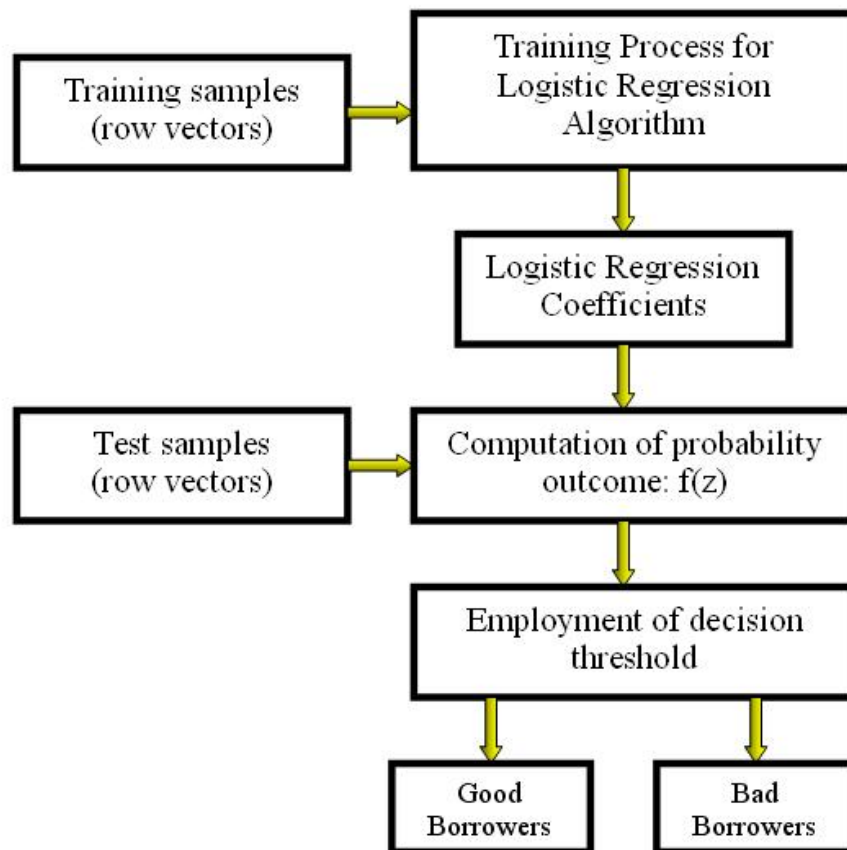 Training samples
(row vectors)
Training Process for
Logistic Regression
Algorithm
Logistic Regression
Coefficients
Test samples
(row vectors)
Computation of probability
outcome: f(z)
Employment of decision
threshold
Good
Borrowers
Bad
Borrowers